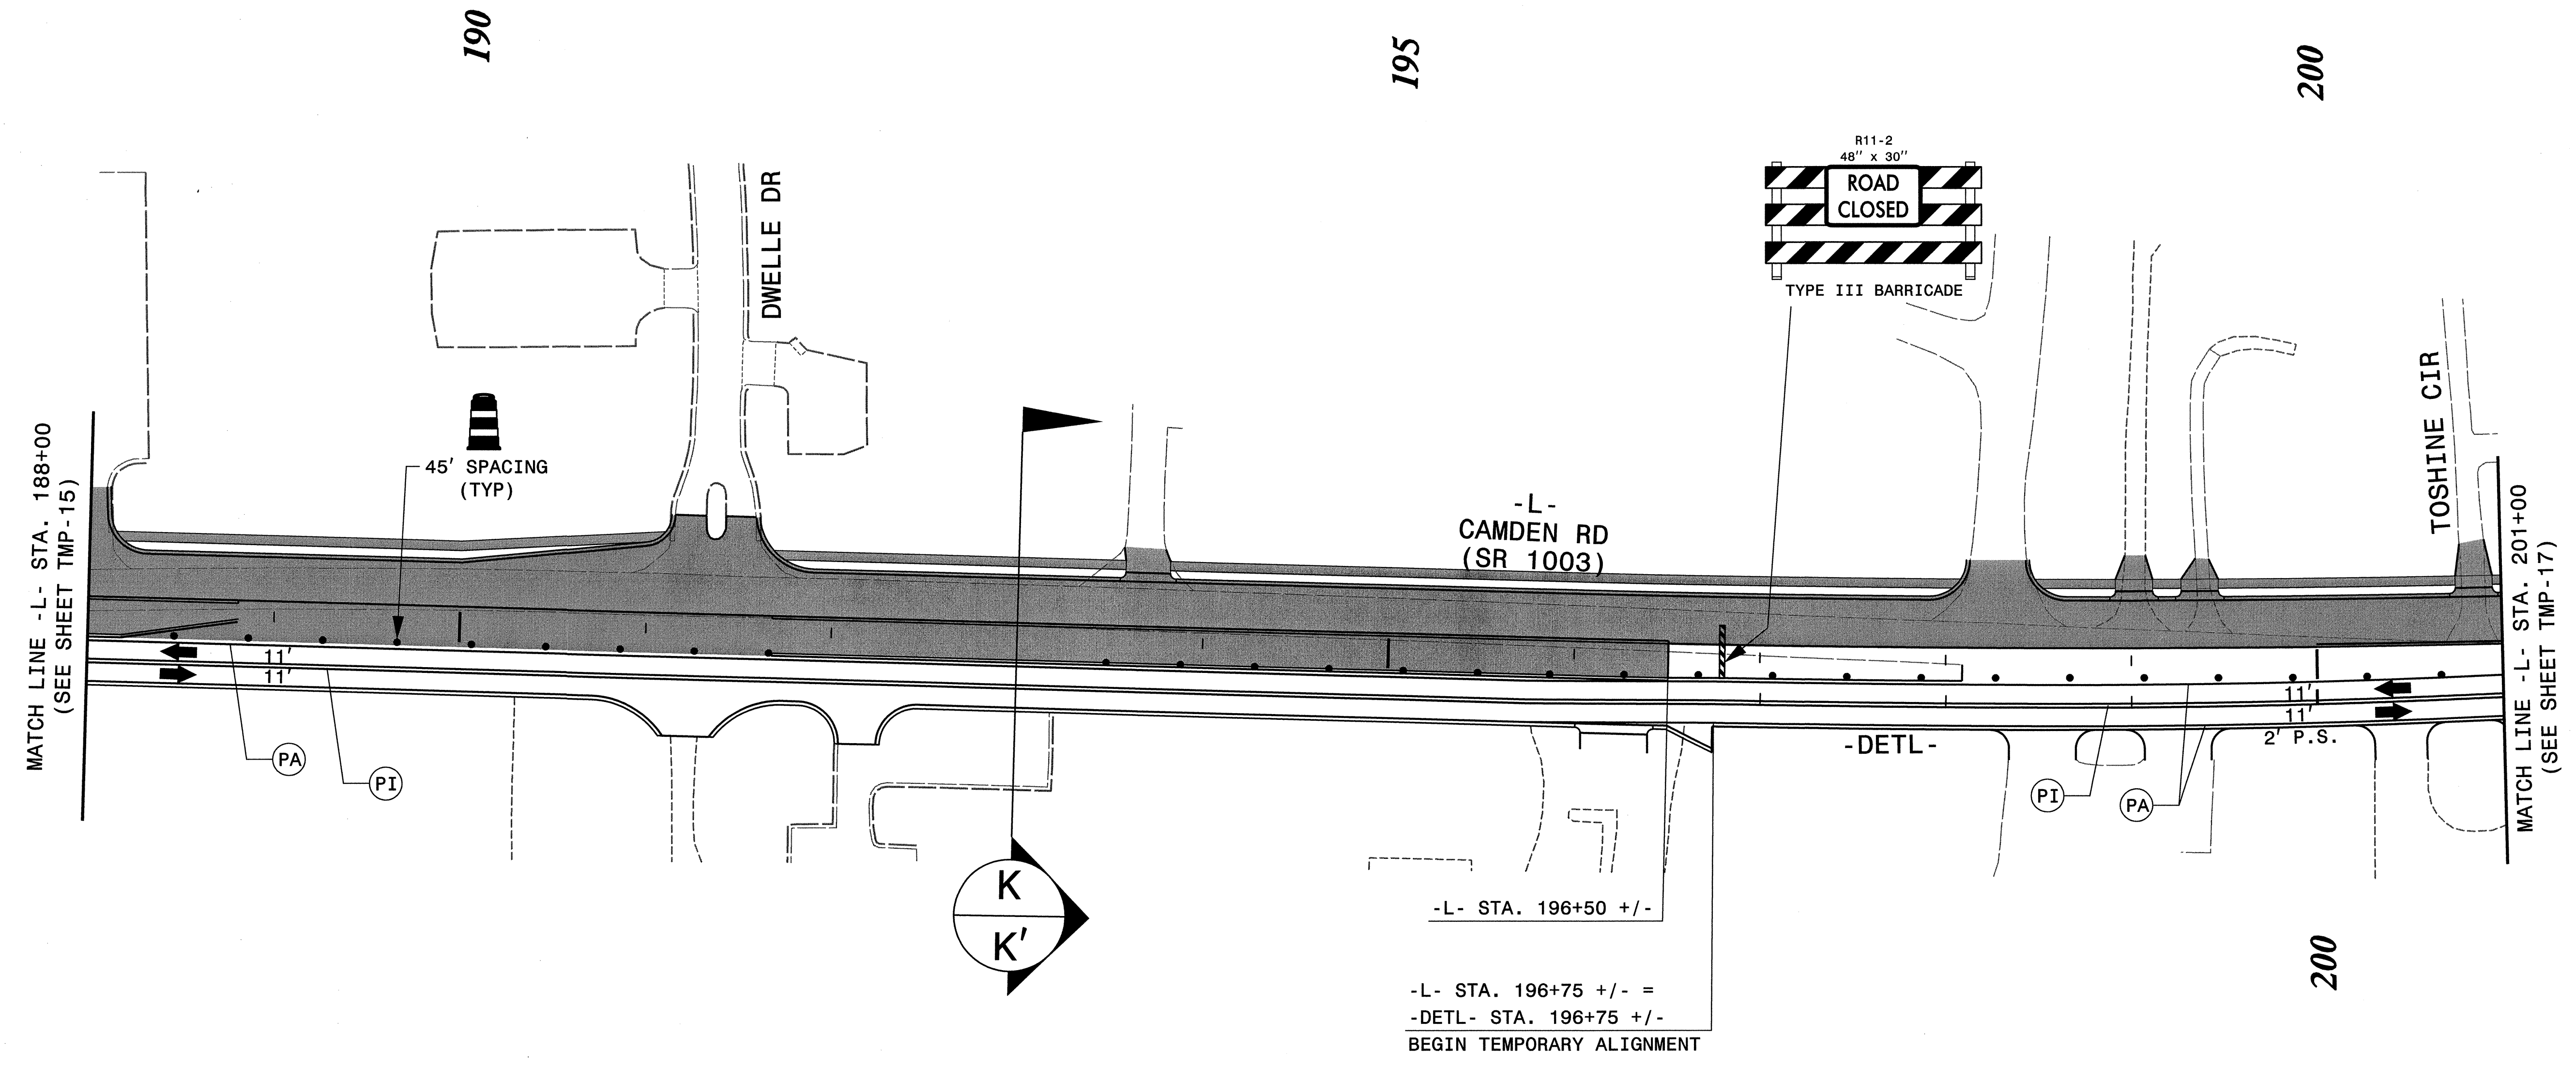 190
195
200
R11-2
48" x 30"
ROAD
CLOSED
TYPE III BARRICADE
DWELLE DR
TOSHINE CIR
45' SPACING
(TYP)
-L-
CAMDEN RD
(SR 1003)
MATCH LINE -L- STA. 188+00
(SEE SHEET TMP-15)
11'
11'
PA
PI
11'
11'
2' P.S.
-DETL-
PI
PA
MATCH LINE -L- STA. 201+00
(SEE SHEET TMP-17)
K
K'
-L- STA. 196+50 +/-
-L- STA. 196+75 +/- =
-DETL- STA. 196+75 +/-
BEGIN TEMPORARY ALIGNMENT
200